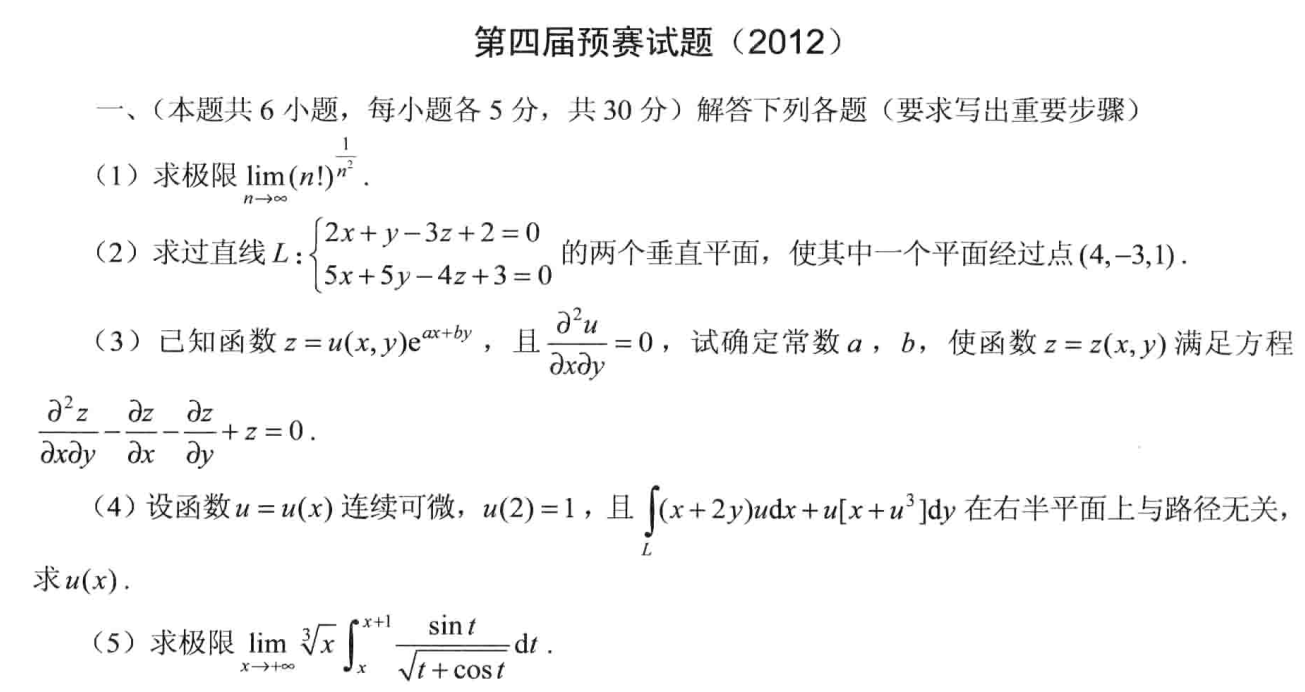 第四届预赛试题（2012）
一、（本题共 6 小题，每小题各 5 分，共 30 分）解答下列各题（要求写出重要步骤）
（1）求极限 $\lim_{n\to\infty}(n!)^{\frac{1}{n^2}}$ .
（2）求过直线 $L:\begin{cases}2x+y-3z+2=0\\5x+5y-4z+3=0\end{cases}$ 的两个垂直平面，使其中一个平面经过点 $(4,-3,1)$ .
（3）已知函数 $z=u(x,y)\mathrm{e}^{ax+by}$ ，且 $\frac{\partial^2 u}{\partial x\partial y}=0$ ，试确定常数 $a$ ，$b$，使函数 $z=z(x,y)$ 满足方程
$\frac{\partial^2 z}{\partial x\partial y}-\frac{\partial z}{\partial x}-\frac{\partial z}{\partial y}+z=0$ .
（4）设函数 $u=u(x)$ 连续可微，$u(2)=1$ ，且 $\int_L(x+2y)u\mathrm{d}x+u[x+u^3]\mathrm{d}y$ 在右半平面上与路径无关，
求 $u(x)$ .
（5）求极限 $\lim_{x\to+\infty}\sqrt[3]{x}\int_x^{x+1}\frac{\sin t}{\sqrt{t+\cos t}}\mathrm{d}t$ .